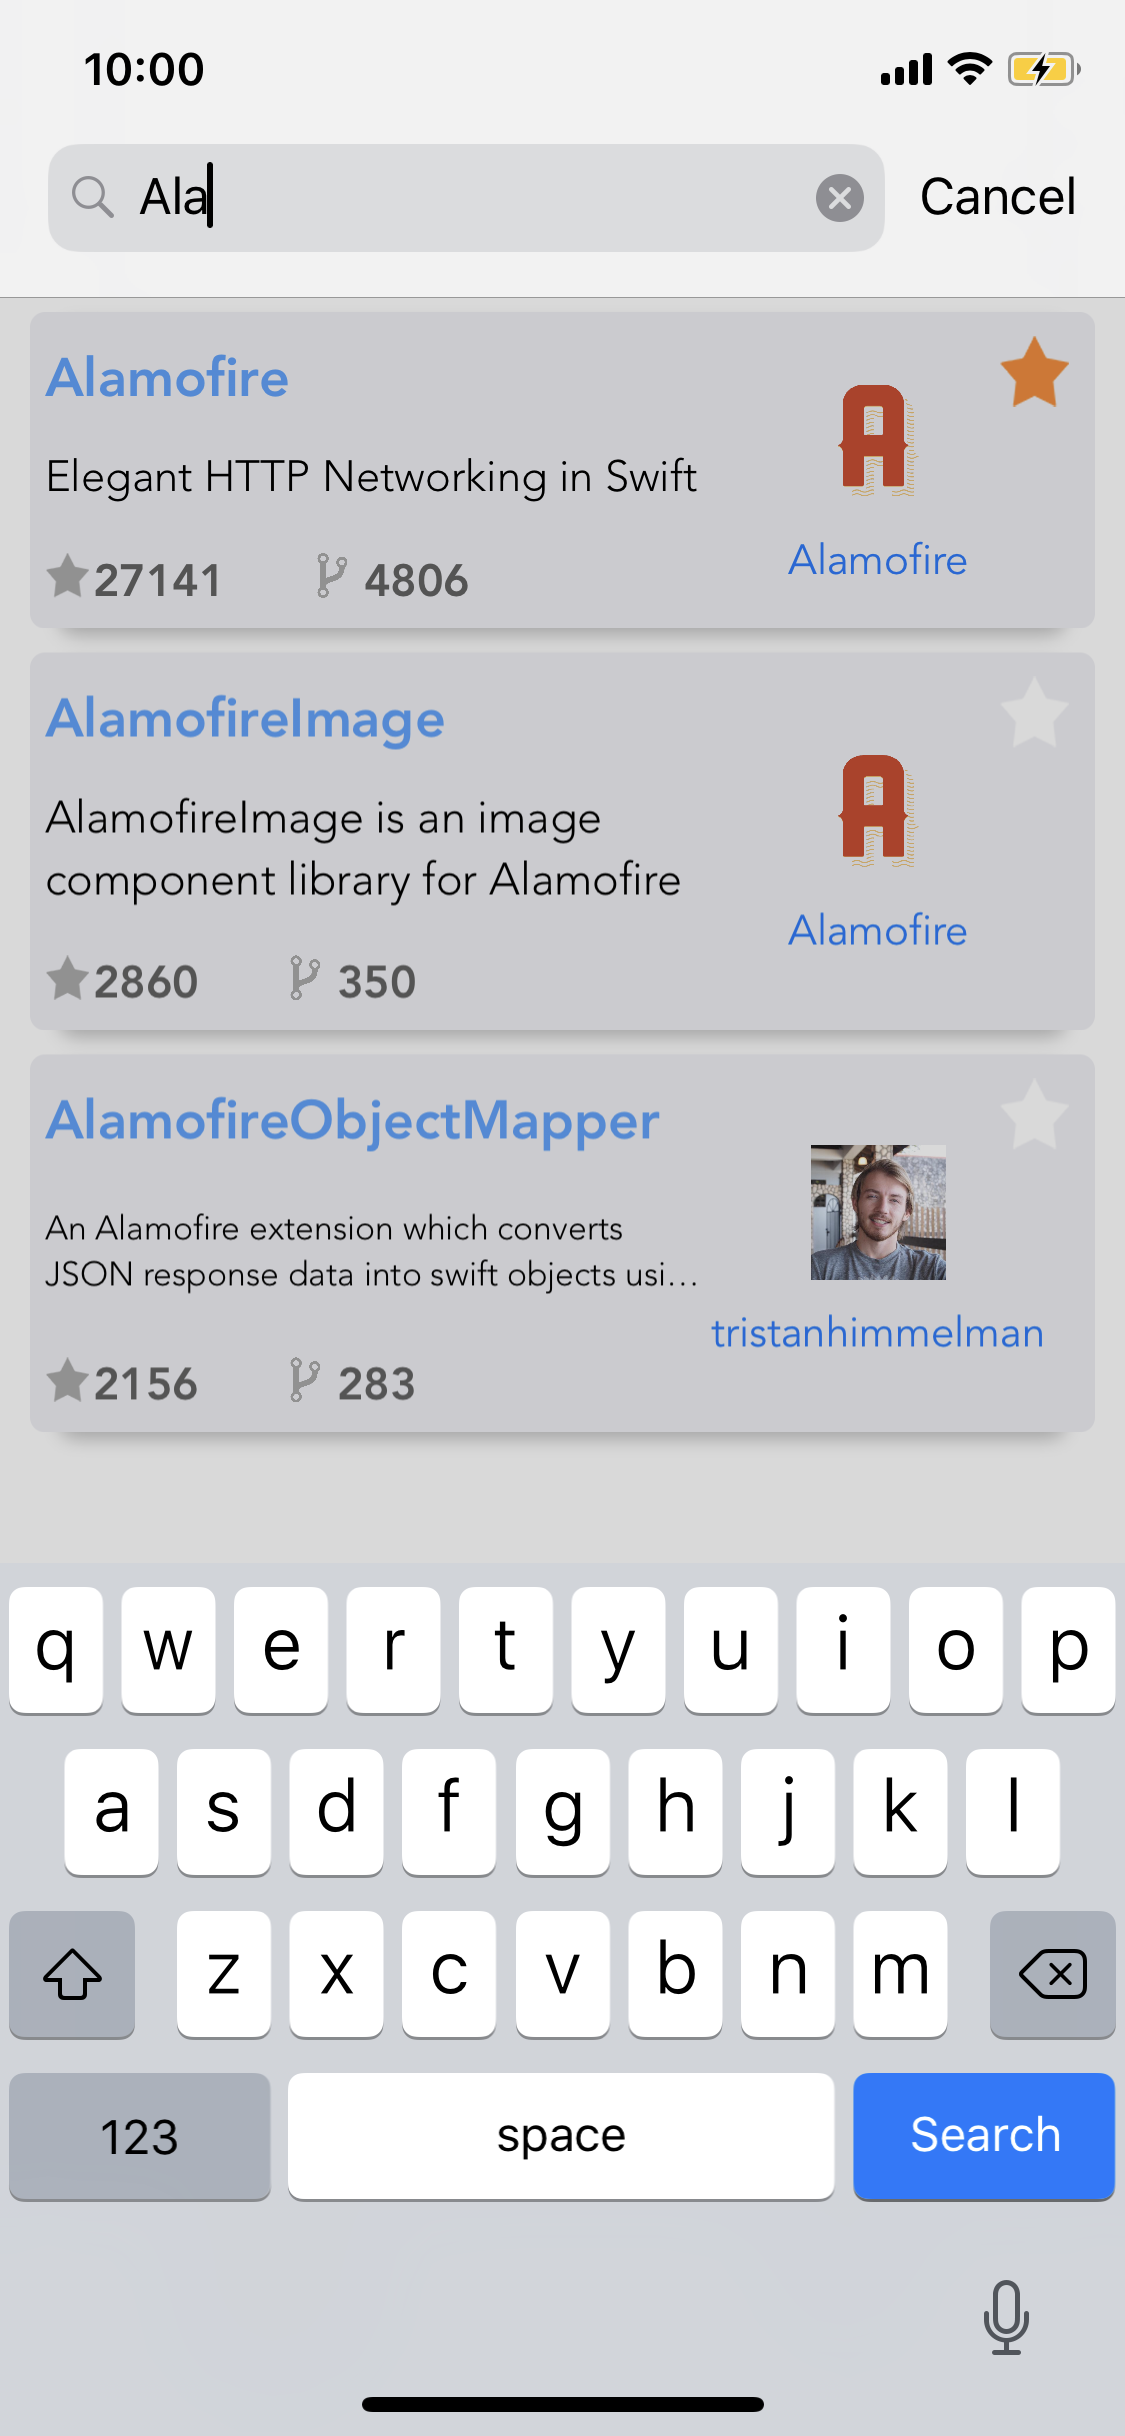 10:00
Ala
Cancel
Alamofire
Elegant HTTP Networking in Swift
27141 4806
Alamofire
AlamofireImage
AlamofireImage is an image
component library for Alamofire
2860 350
Alamofire
AlamofireObjectMapper
An Alamofire extension which converts
JSON response data into swift objects usi...
2156 283
tristanhimmelman
q w e r t y u i o p
a s d f g h j k l
z x c v b n m
123 space Search